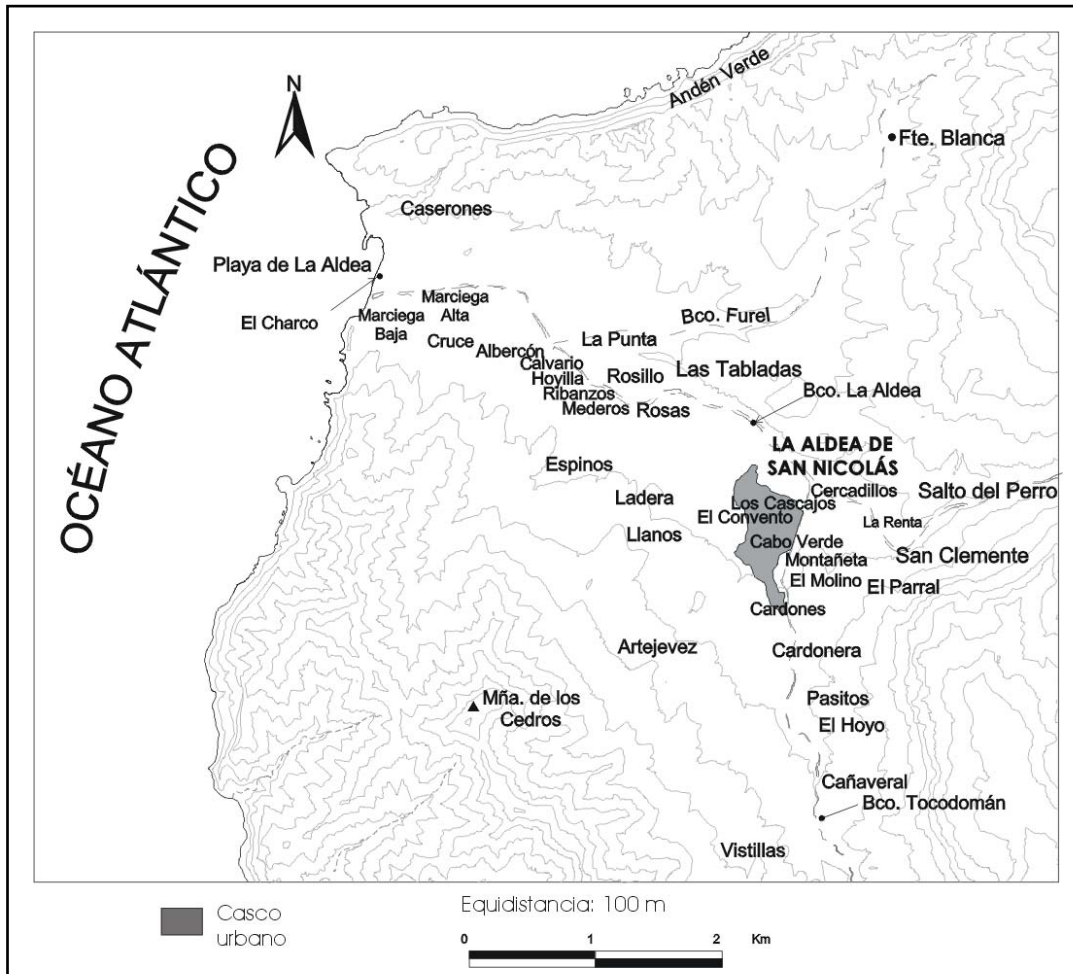 N
Andén Verde
Fte. Blanca
OCÉANO ATLÁNTICO
Caserones
Playa de La Aldea
El Charco
Marciega
Alta
Marciega
Baja
Cruce
Albercón
La Punta
Bco. Furel
Calvario
Hoyilla
Ribanzos
Mederos
Rosillo
Las Tabladas
Rosas
Bco. La Aldea
LA ALDEA DE
SAN NICOLÁS
Espinos
Ladera
Llanos
Los Cascajos
El Convento
Cercadillos
Salto del Perro
La Renta
Cabo Verde
Montañeta
San Clemente
El Molino
El Parral
Cardones
Artejevez
Cardonera
Mña. de los
Cedros
Pasitos
El Hoyo
Cañaveral
Bco. Tocodomán
Vistillas
Casco
urbano
Equidistancia: 100 m
0 1 2 Km